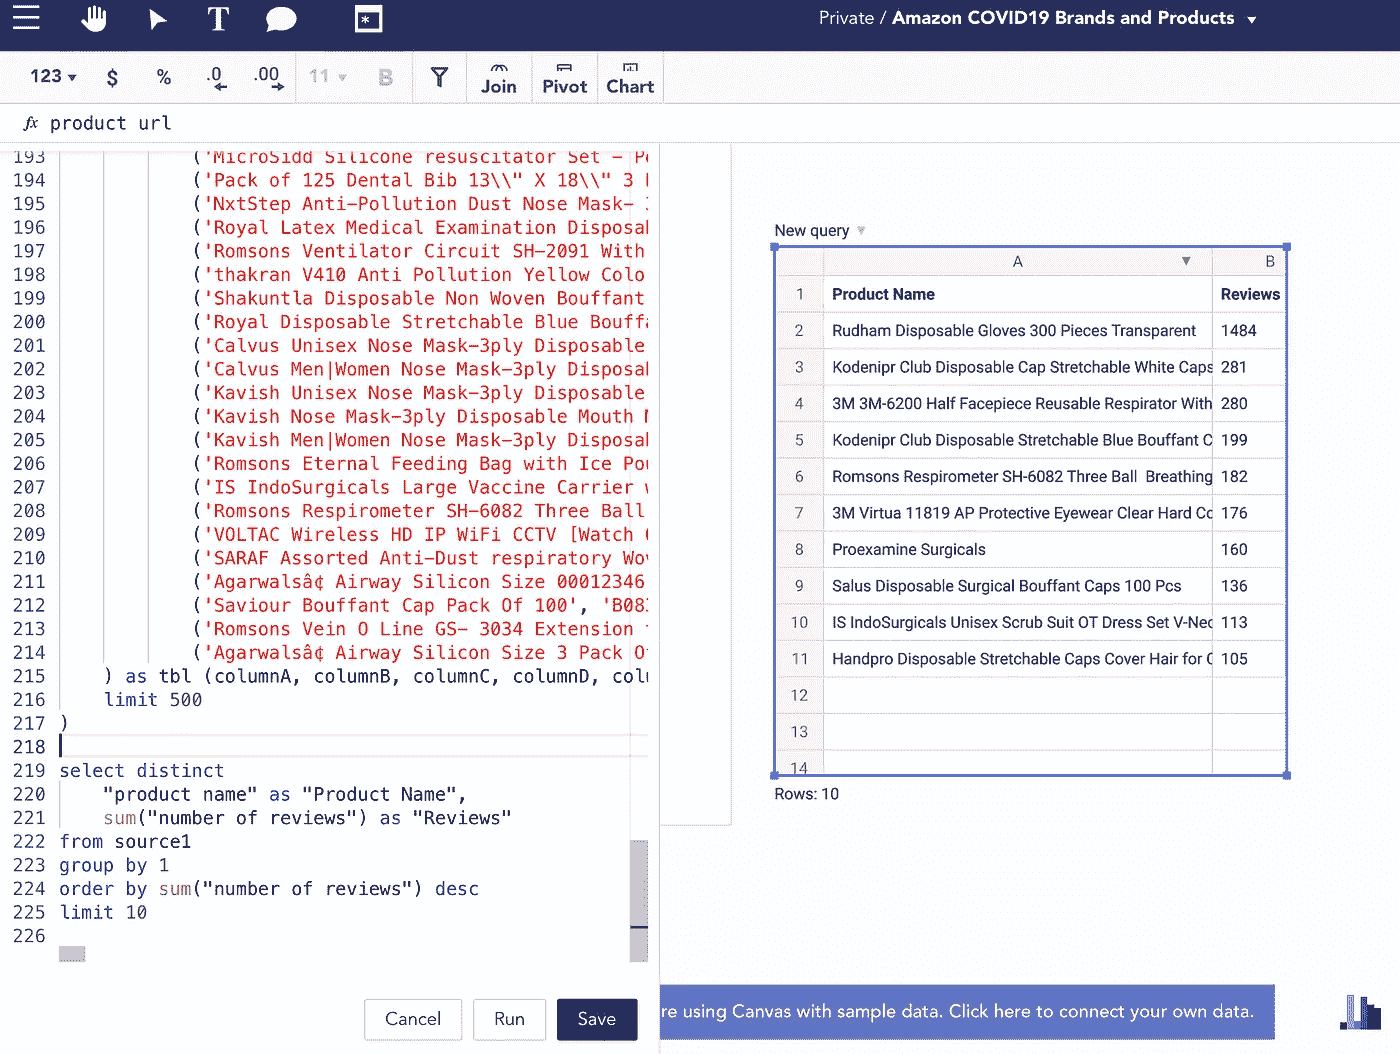 Private / Amazon COVID19 Brands and Products
123 $ % .0 .00 11 B Join Pivot Chart
fx product url
193 ('MicroSidd Silicone resuscitator Set - P
194 ('Pack of 125 Dental Bib 13\\" X 18\\" 3
195 ('NxtStep Anti-Pollution Dust Nose Mask-
196 ('Royal Latex Medical Examination Disposal
197 ('Romsons Ventilator Circuit SH-2091 With
198 ('thakran V410 Anti Pollution Yellow Colo
199 ('Shakuntla Disposable Non Woven Bouffant
200 ('Royal Disposable Stretchable Blue Bouffa
201 ('Calvus Unisex Nose Mask-3ply Disposable
202 ('Calvus Men|Women Nose Mask-3ply Disposal
203 ('Kavish Unisex Nose Mask-3ply Disposable
204 ('Kavish Nose Mask-3ply Disposable Mouth
205 ('Kavish Men|Women Nose Mask-3ply Disposal
206 ('Romsons Eternal Feeding Bag with Ice Pou
207 ('IS IndoSurgicals Large Vaccine Carrier
208 ('Romsons Respirometer SH-6082 Three Ball
209 ('VOLTAC Wireless HD IP WiFi CCTV [Watch
210 ('SARAF Assorted Anti-Dust respiratory Wov
211 ('Agarwalsâ¢ Airway Silicon Size 00012346
212 ('Saviour Bouffant Cap Pack Of 100', 'B08
213 ('Romsons Vein O Line GS- 3034 Extension
214 ('Agarwalsâ¢ Airway Silicon Size 3 Pack O
215 ) as tbl (columnA, columnB, columnC, columnD, colu
216 limit 500
217 )
218
219 select distinct
220 "product name" as "Product Name",
221 sum("number of reviews") as "Reviews"
222 from source1
223 group by 1
224 order by sum("number of reviews") desc
225 limit 10
226
Cancel Run Save
New query
A B
1 Product Name Reviews
2 Rudham Disposable Gloves 300 Pieces Transparent 1484
3 Kodenipr Club Disposable Cap Stretchable White Caps 281
4 3M 3M-6200 Half Facepiece Reusable Respirator With 280
5 Kodenipr Club Disposable Stretchable Blue Bouffant C 199
6 Romsons Respirometer SH-6082 Three Ball Breathing 182
7 3M Virtua 11819 AP Protective Eyewear Clear Hard Co 176
8 Proexamine Surgicals 160
9 Salus Disposable Surgical Bouffant Caps 100 Pcs 136
10 IS IndoSurgicals Unisex Scrub Suit OT Dress Set V-Nec 113
11 Handpro Disposable Stretchable Caps Cover Hair for 105
12
13
14
Rows: 10
re using Canvas with sample data. Click here to connect your own data.